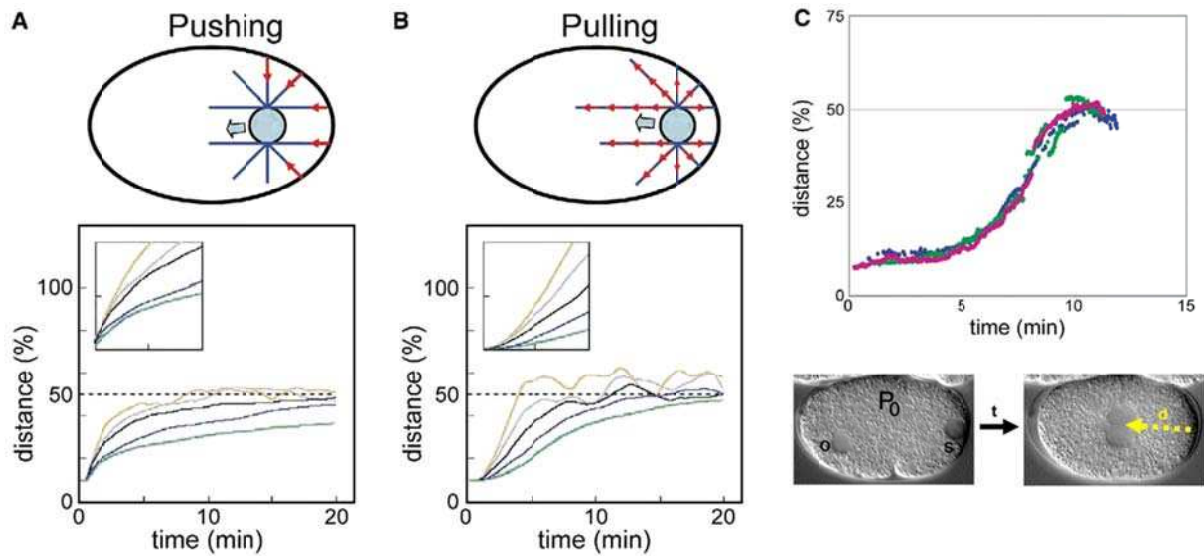 A
Pushing
distance (%)
100
50
0
0
10
20
time (min)
B
Pulling
distance (%)
100
50
0
0
10
20
time (min)
C
distance (%)
75
50
25
0
0
5
10
15
time (min)
P0
o
s
t
d